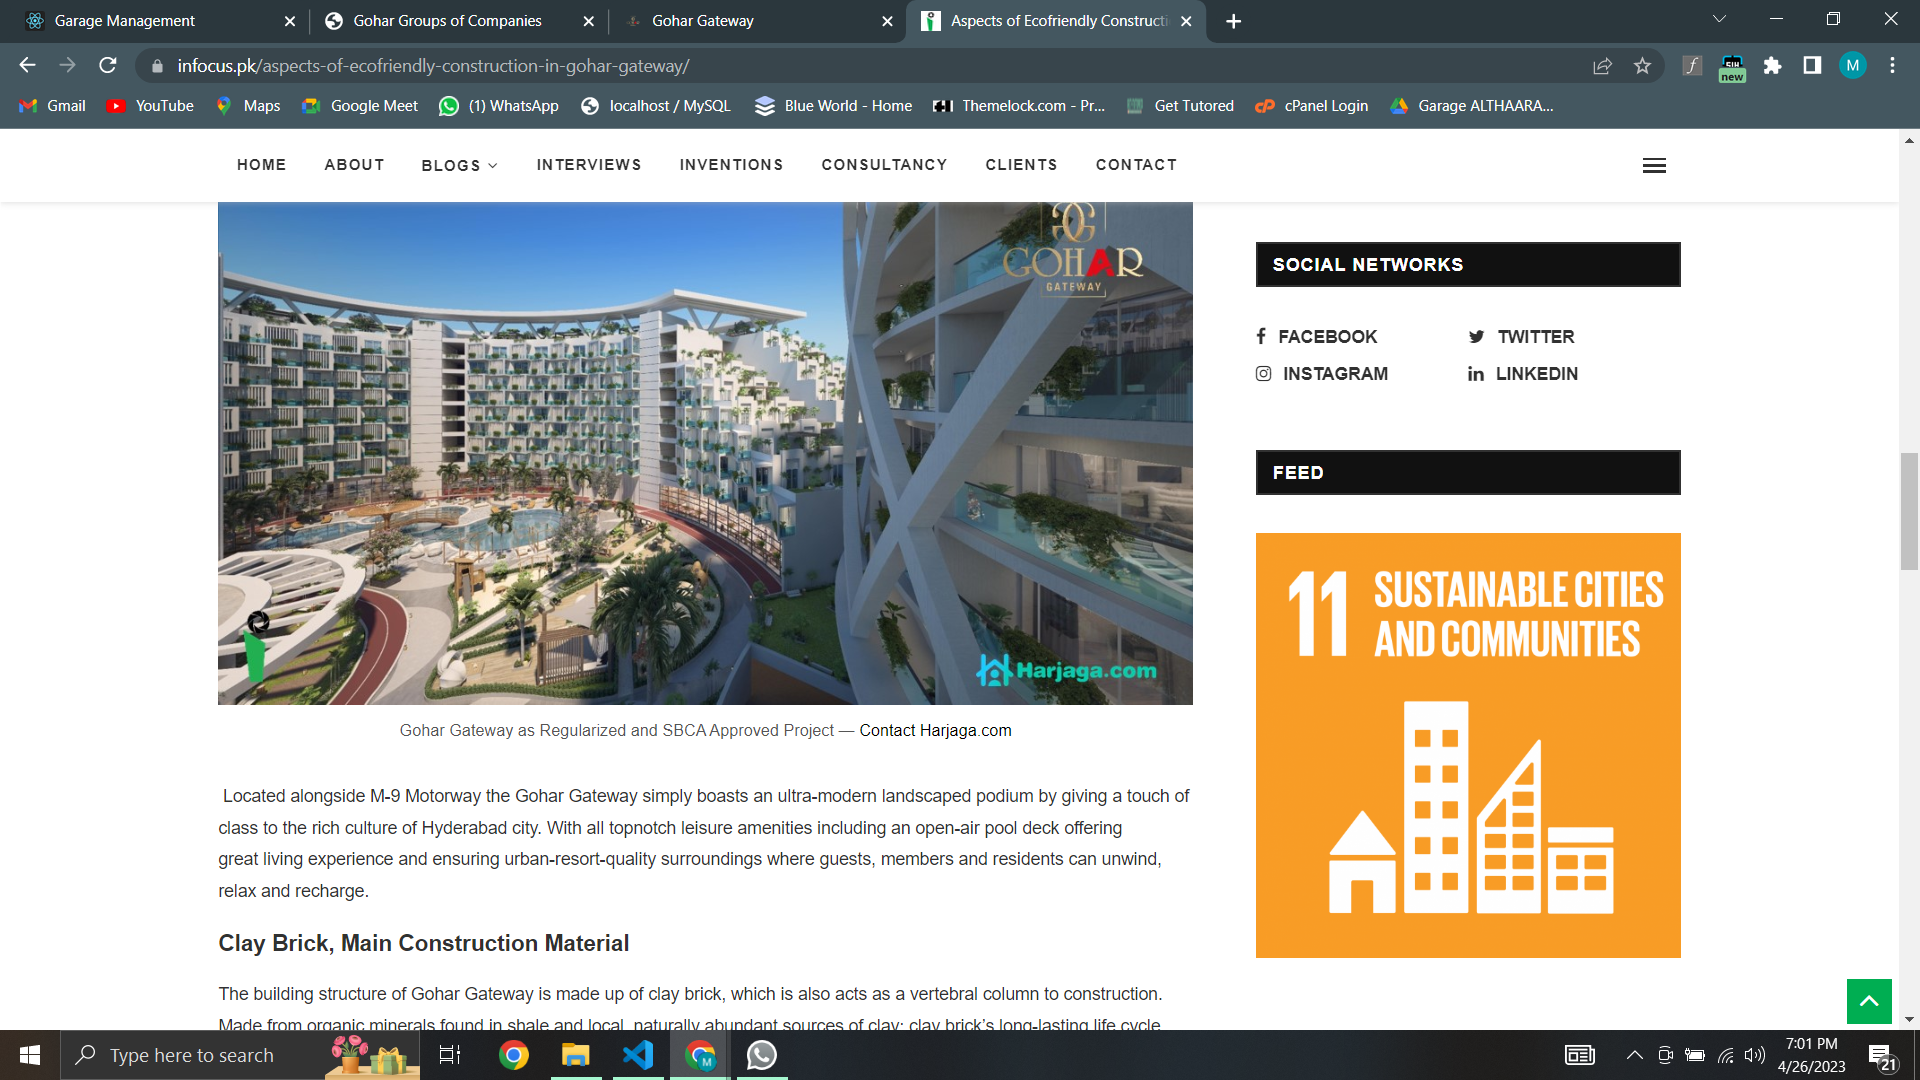 Garage Management
Gohar Groups of Companies
Gohar Gateway
Aspects of Ecofriendly Constructi
infocus.pk/aspects-of-ecofriendly-construction-in-gohar-gateway/
new
M
Gmail
YouTube
Maps
Google Meet
(1) WhatsApp
localhost / MySQL
Blue World - Home
Themelock.com - Pr...
Get Tutored
cPanel Login
Garage ALTHAARA...
HOME
ABOUT
BLOGS
INTERVIEWS
INVENTIONS
CONSULTANCY
CLIENTS
CONTACT
GOHAR
GATEWAY
Harjaga.com
Gohar Gateway as Regularized and SBCA Approved Project — Contact Harjaga.com
Located alongside M-9 Motorway the Gohar Gateway simply boasts an ultra-modern landscaped podium by giving a touch of
class to the rich culture of Hyderabad city. With all topnotch leisure amenities including an open-air pool deck offering
great living experience and ensuring urban-resort-quality surroundings where guests, members and residents can unwind,
relax and recharge.
Clay Brick, Main Construction Material
The building structure of Gohar Gateway is made up of clay brick, which is also acts as a vertebral column to construction.
Made from organic minerals found in shale and local, naturally abundant sources of clay; clay brick's long-lasting life cycle
SOCIAL NETWORKS
FACEBOOK
TWITTER
INSTAGRAM
LINKEDIN
FEED
11 SUSTAINABLE CITIES
AND COMMUNITIES
Type here to search
M
7:01 PM
4/26/2023
21